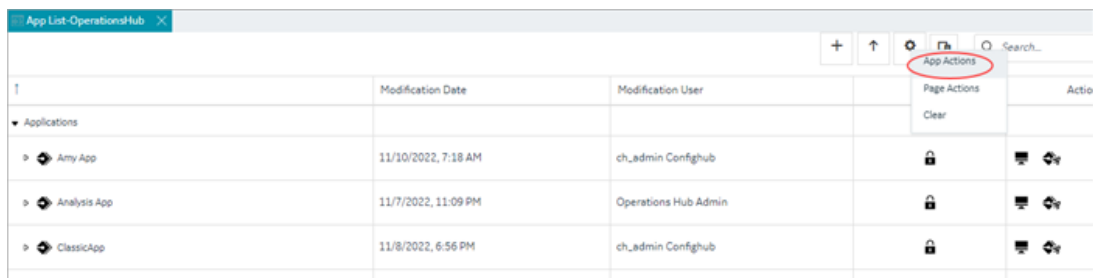 App List-OperationsHub
Search...
App Actions
Modification Date Modification User Actio
Page Actions
Clear
Applications
Amy App 11/10/2022, 7:18 AM ch_admin Confighub
Analysis App 11/7/2022, 11:09 PM Operations Hub Admin
ClassicApp 11/8/2022, 6:56 PM ch_admin Confighub